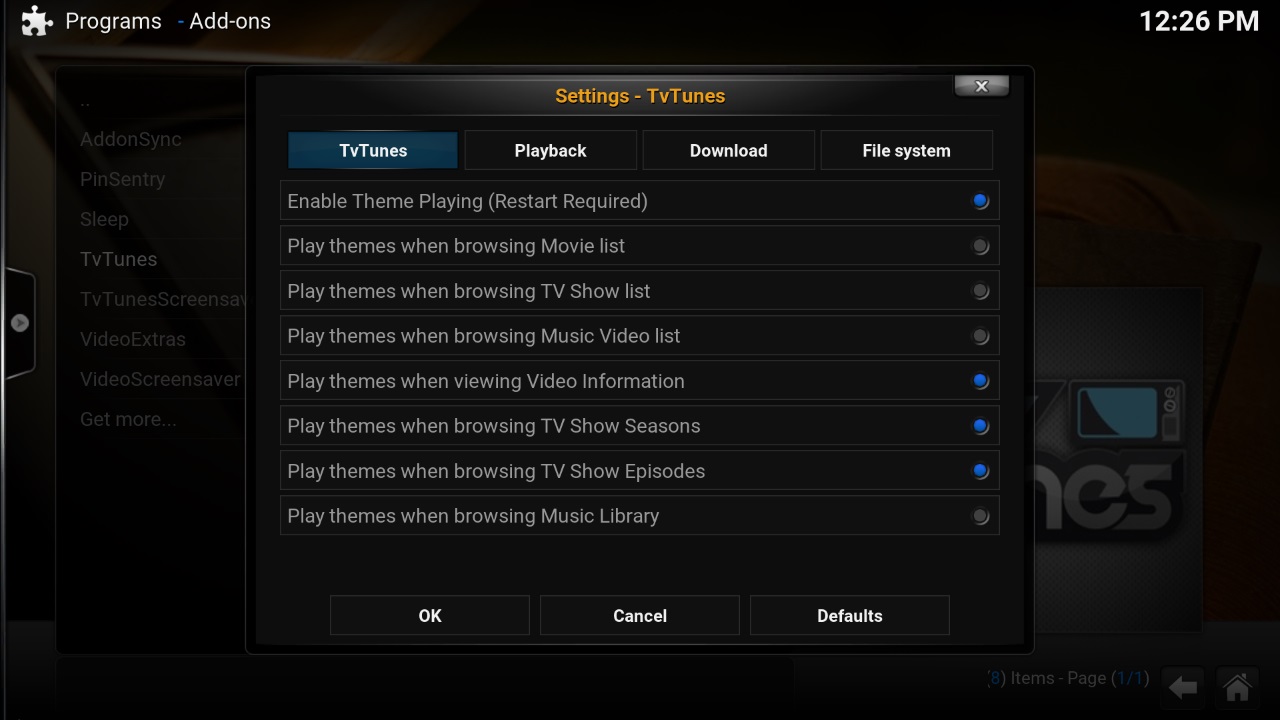 Programs - Add-ons
12:26 PM
Settings - TvTunes
TvTunes
Playback
Download
File system
..
AddonSync
PinSentry
Sleep
TvTunes
TvTunesScreensav
VideoExtras
VideoScreensaver
Get more...
Enable Theme Playing (Restart Required)
Play themes when browsing Movie list
Play themes when browsing TV Show list
Play themes when browsing Music Video list
Play themes when viewing Video Information
Play themes when browsing TV Show Seasons
Play themes when browsing TV Show Episodes
Play themes when browsing Music Library
nes
OK
Cancel
Defaults
(8) Items - Page (1/1)